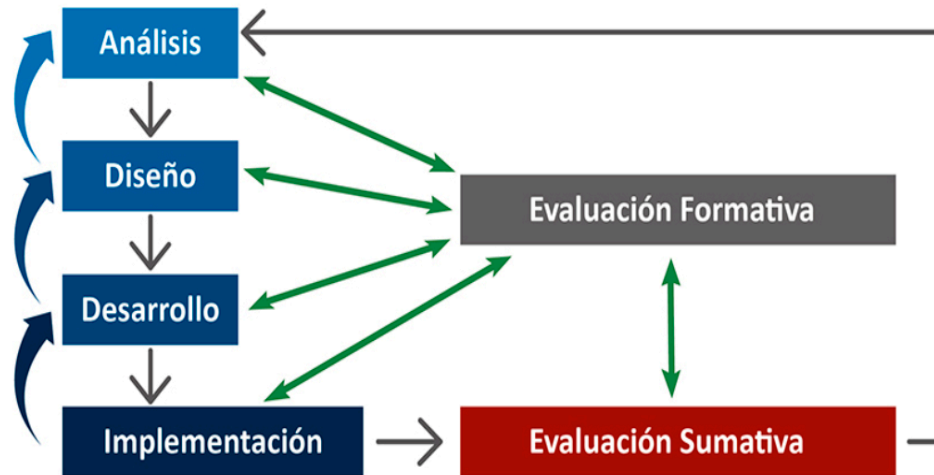 Análisis
Diseño
Evaluación Formativa
Desarrollo
Implementación
Evaluación Sumativa